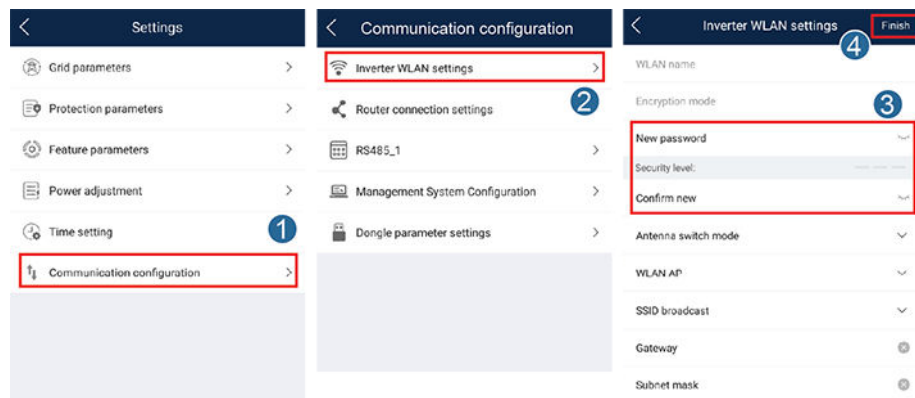 Settings
Grid parameters
Protection parameters
Feature parameters
Power adjustment
Time setting
1
Communication configuration
Communication configuration
Inverter WLAN settings
2
Router connection settings
RS485_1
Management System Configuration
Dongle parameter settings
Inverter WLAN settings
Finish
4
WLAN name
Encryption mode
3
New password
Security level:
Confirm new
Antenna switch mode
WLAN AP
SSID broadcast
Gateway
Subnet mask